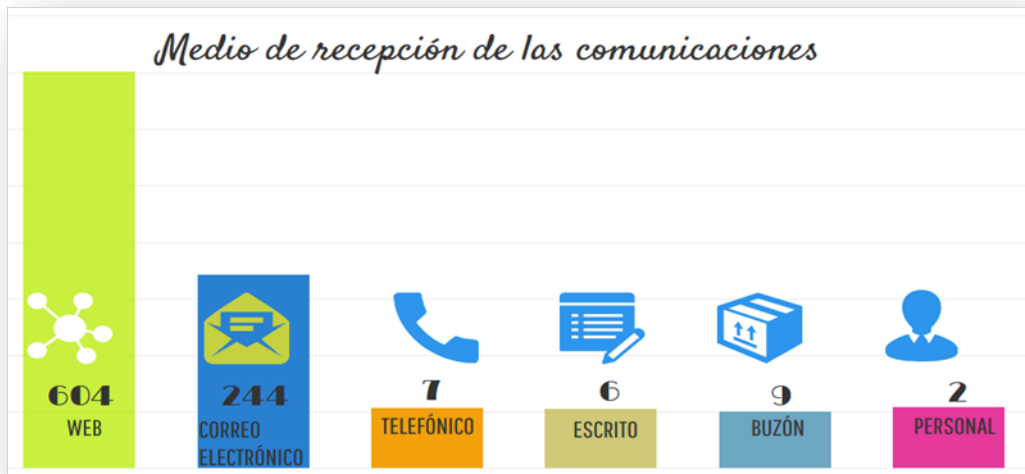 Medio de recepción de las comunicaciones
604
WEB
244
CORREO
ELECTRÓNICO
7
TELEFÓNICO
6
ESCRITO
9
BUZÓN
2
PERSONAL